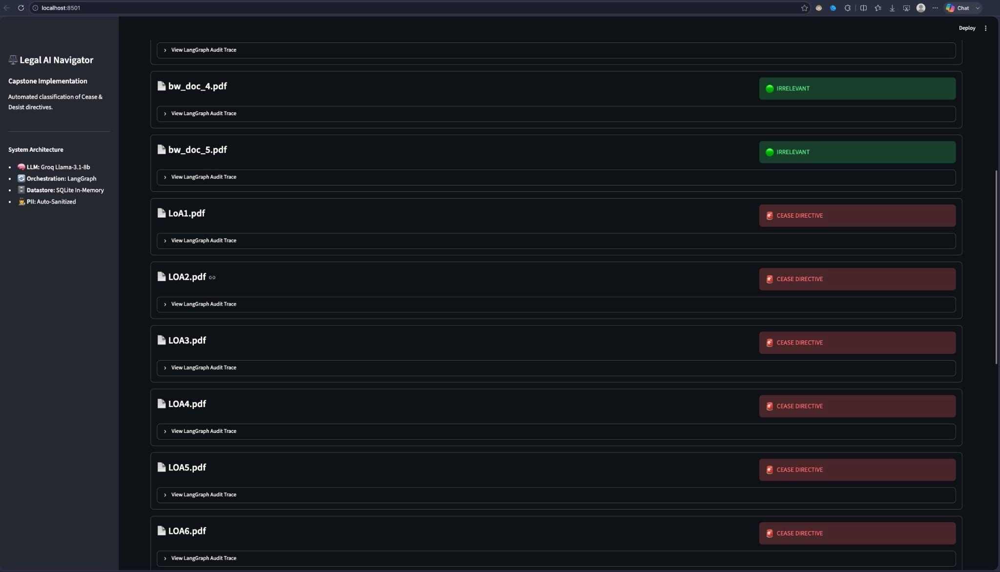 localhost:8501
Chat
Deploy
Legal AI Navigator
Capstone Implementation
Automated classification of Cease &
Desist directives.
System Architecture
LLM: Groq Llama-3.1-8b
Orchestration: LangGraph
Datastore: SQLite In-Memory
PII: Auto-Sanitized
View LangGraph Audit Trace
bw_doc_4.pdf
IRRELEVANT
View LangGraph Audit Trace
bw_doc_5.pdf
IRRELEVANT
View LangGraph Audit Trace
LoA1.pdf
CEASE DIRECTIVE
View LangGraph Audit Trace
LOA2.pdf
CEASE DIRECTIVE
View LangGraph Audit Trace
LOA3.pdf
CEASE DIRECTIVE
View LangGraph Audit Trace
LOA4.pdf
CEASE DIRECTIVE
View LangGraph Audit Trace
LOA5.pdf
CEASE DIRECTIVE
View LangGraph Audit Trace
LOA6.pdf
CEASE DIRECTIVE
View LangGraph Audit Trace